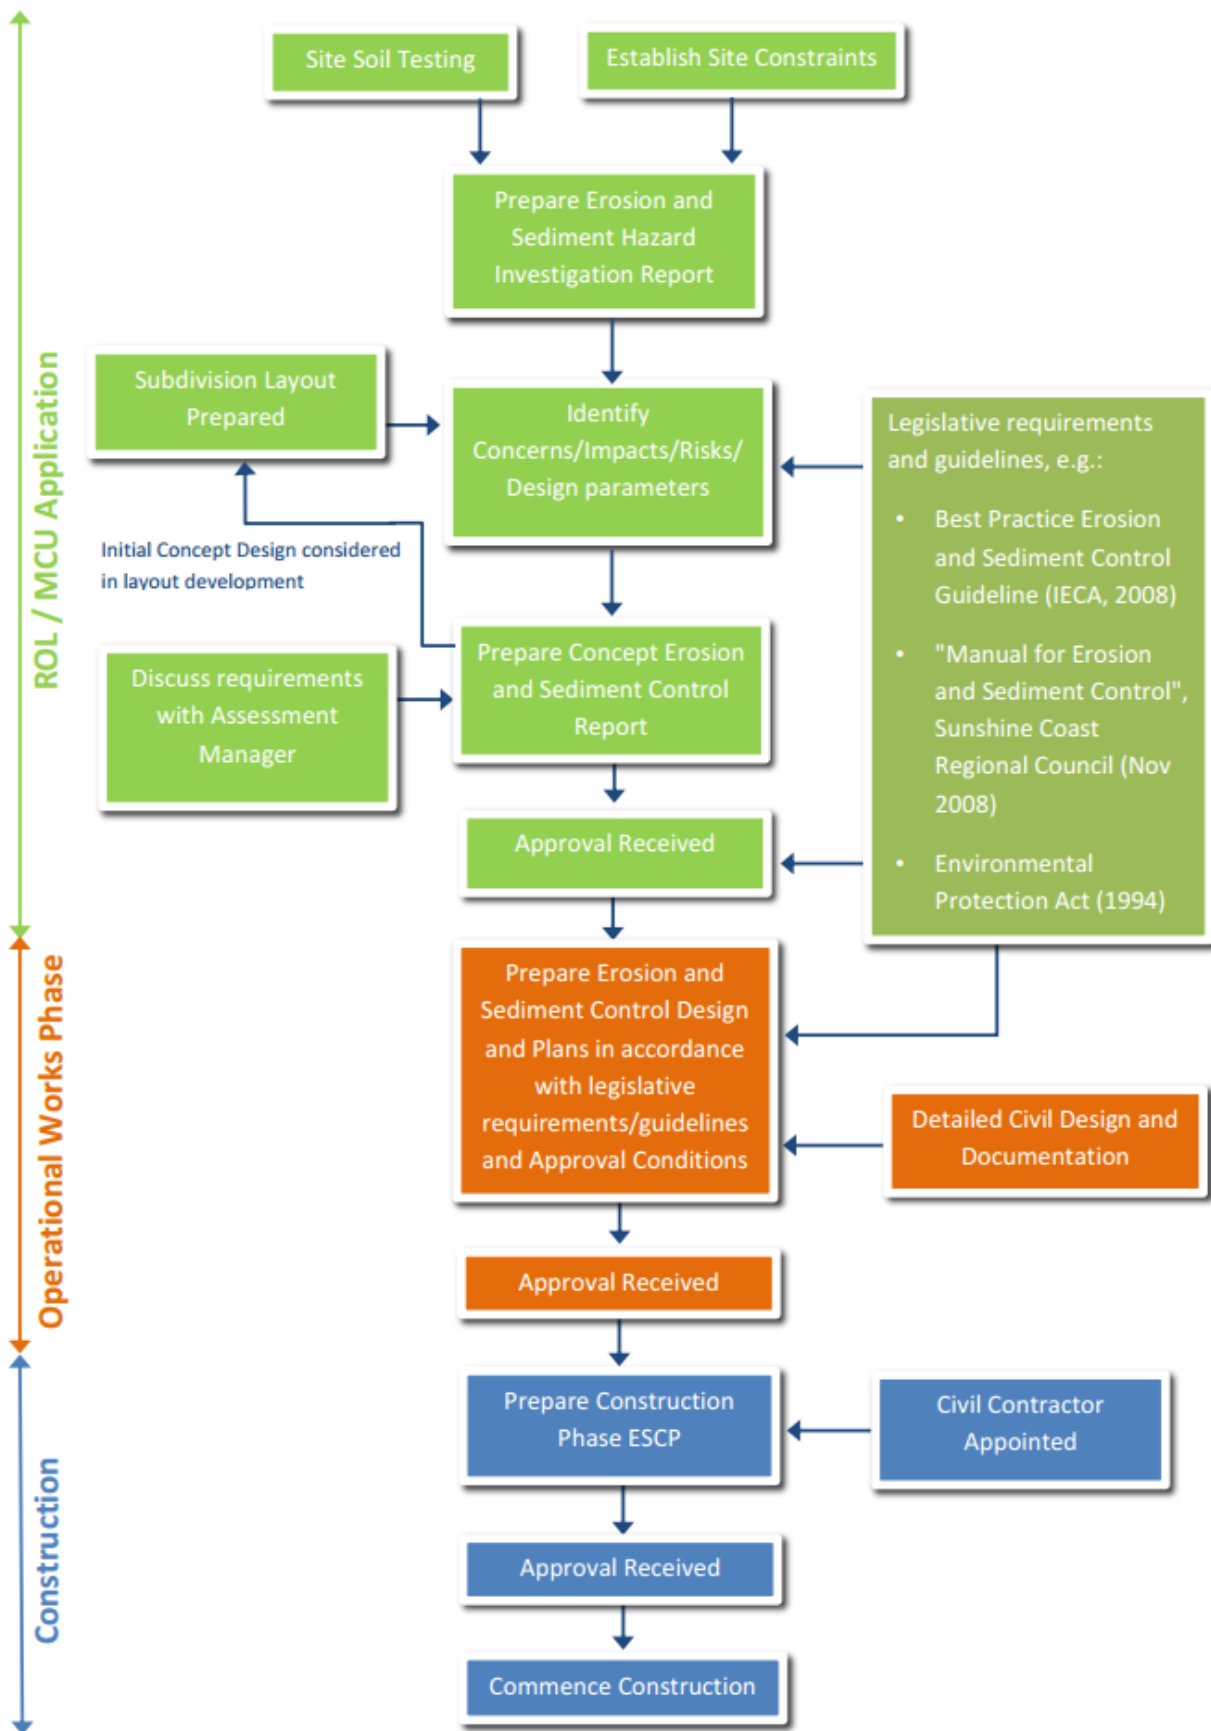 Site Soil Testing
Establish Site Constraints
Prepare Erosion and
Sediment Hazard
Investigation Report
Subdivision Layout
Prepared
Identify
Concerns/Impacts/Risks/
Design parameters
Legislative requirements
and guidelines, e.g.:
• Best Practice Erosion
and Sediment Control
Guideline (IECA, 2008)
• "Manual for Erosion
and Sediment Control",
Sunshine Coast
Regional Council (Nov
2008)
• Environmental
Protection Act (1994)
Initial Concept Design considered
in layout development
ROL / MCU Application
Discuss requirements
with Assessment
Manager
Prepare Concept Erosion
and Sediment Control
Report
Approval Received
Operational Works Phase
Prepare Erosion and
Sediment Control Design
and Plans in accordance
with legislative
requirements/guidelines
and Approval Conditions
Detailed Civil Design and
Documentation
Approval Received
Construction
Prepare Construction
Phase ESCP
Civil Contractor
Appointed
Approval Received
Commence Construction